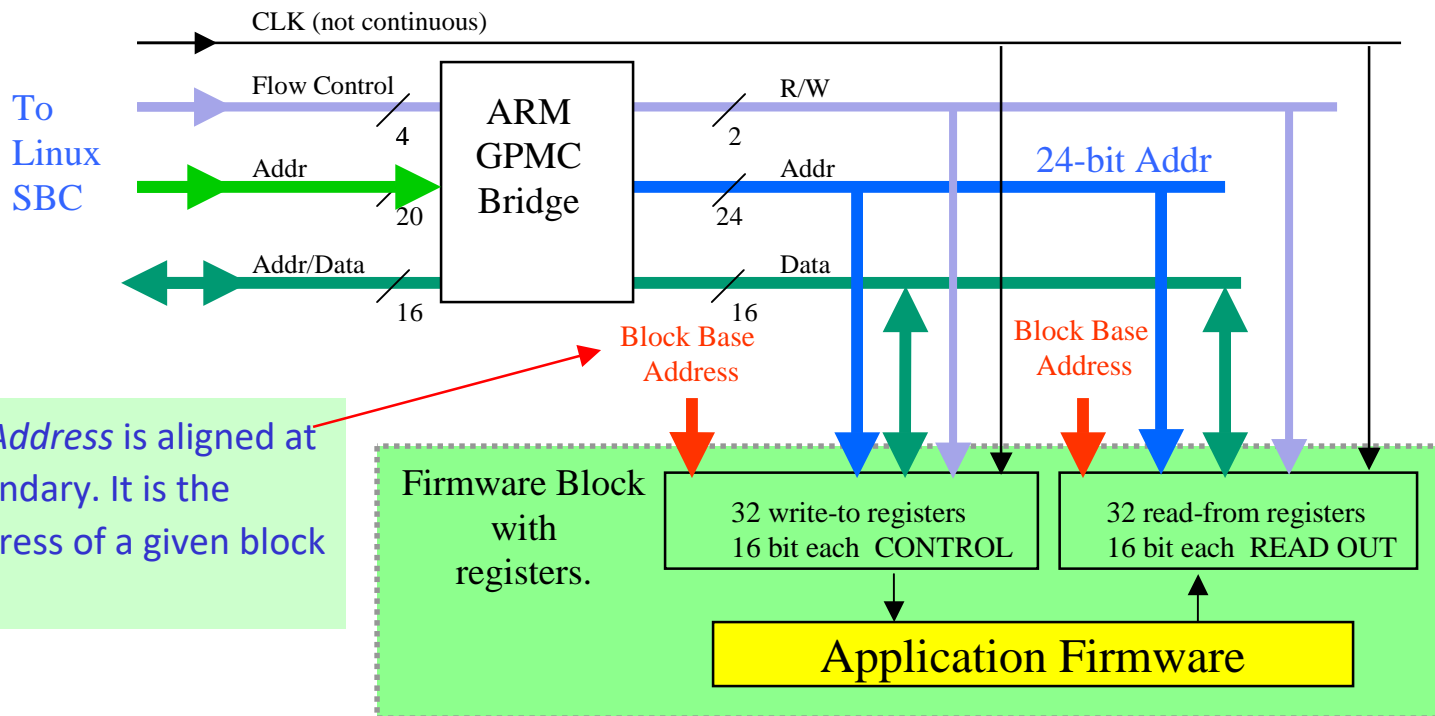 CLK (not continuous)
To
Linux
SBC
Flow Control
4
Addr
20
Addr/Data
16
ARM
GPMC
Bridge
R/W
2
Addr
24
24-bit Addr
Data
16
Block Base
Address
Block Base
Address
Address is aligned at
ndary. It is the
ress of a given block
Firmware Block
with
registers.
32 write-to registers
16 bit each CONTROL
32 read-from registers
16 bit each READ OUT
Application Firmware